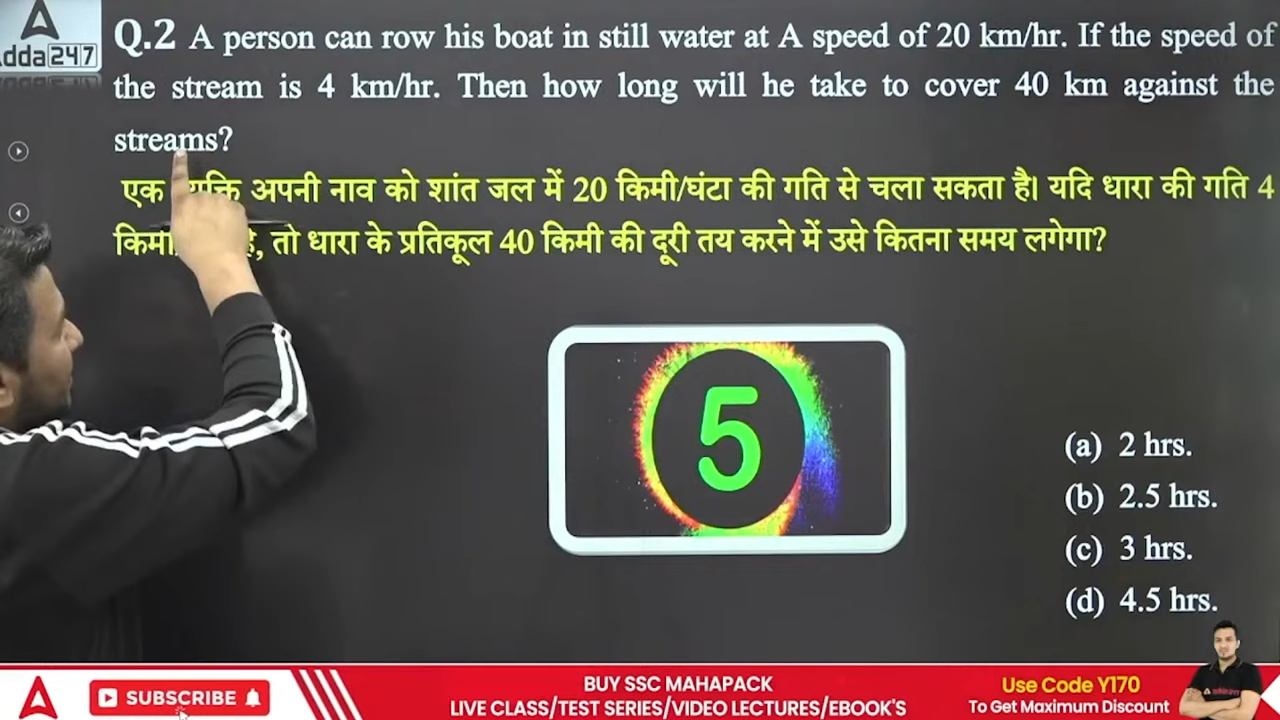 Adda247
Q.2 A person can row his boat in still water at A speed of 20 km/hr. If the speed of
the stream is 4 km/hr. Then how long will he take to cover 40 km against the
streams?
एक अपनी नाव को शांत जल में 20 किमी/घंटा की गति से चला सकता है। यदि धारा की गति 4
तो धारा के प्रतिकूल 40 किमी की दूरी तय करने में उसे कितना समय लगेगा?
5
(a) 2 hrs.
(b) 2.5 hrs.
(c) 3 hrs.
(d) 4.5 hrs.
SUBSCRIBE
BUY SSC MAHAPACK
LIVE CLASS/TEST SERIES/VIDEO LECTURES/EBOOK'S
Use Code Y170
To Get Maximum Discount